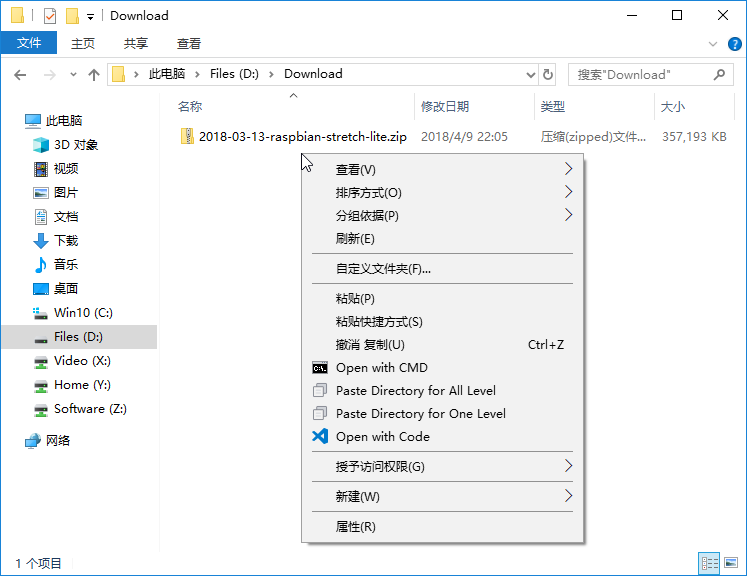 Download
文件 主页 共享 查看
此电脑 Files (D:) Download 搜索"Download"
名称 修改日期 类型 大小
2018-03-13-raspbian-stretch-lite.zip 2018/4/9 22:05 压缩(zipped)文件... 357,193 KB
此电脑
3D 对象
视频
图片
文档
下载
音乐
桌面
Win10 (C:)
Files (D:)
Video (X:)
Home (Y:)
Software (Z:)
网络
查看(V)
排序方式(O)
分组依据(P)
刷新(E)
自定义文件夹(F)...
粘贴(P)
粘贴快捷方式(S)
撤消 复制(U) Ctrl+Z
Open with CMD
Paste Directory for All Level
Paste Directory for One Level
Open with Code
授予访问权限(G)
新建(W)
属性(R)
1 个项目